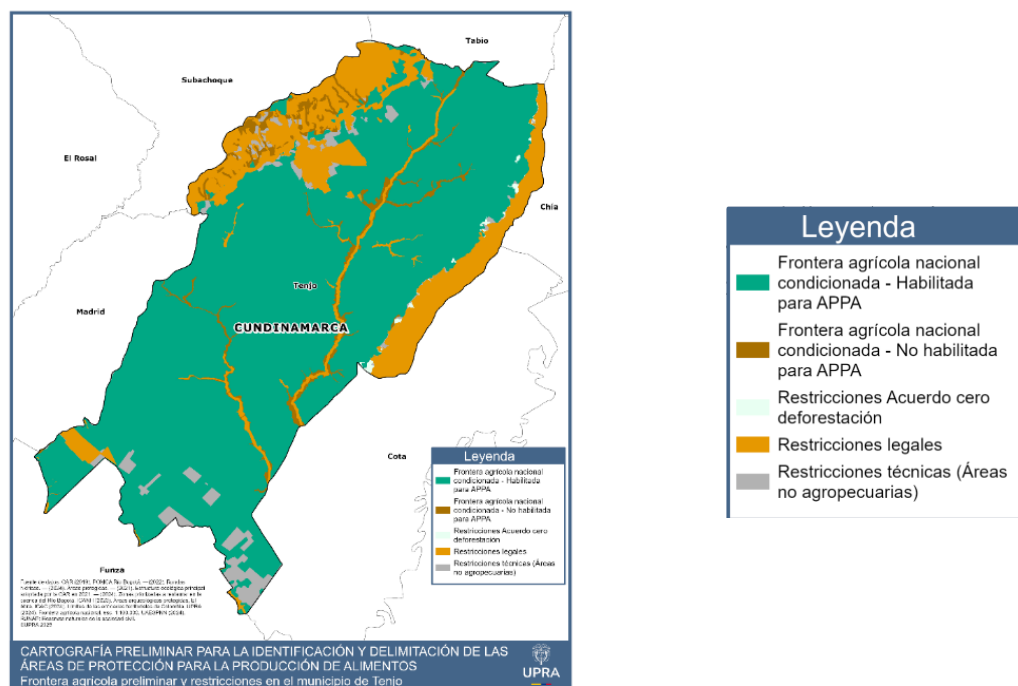 Tabio
Subachoque
El Rosal
Chia
Tenjo
Madrid
CUNDINAMARCA
Cota
Funza
Leyenda
Frontera agrícola nacional
condicionada - Habilitada
para APPA
Frontera agrícola nacional
condicionada - No habilitada
para APPA
Restricciones Acuerdo cero
deforestación
Restricciones legales
Restricciones técnicas (Áreas
no agropecuarias)
CARTOGRAFÍA PRELIMINAR PARA LA IDENTIFICACIÓN Y DELIMITACIÓN DE LAS
ÁREAS DE PROTECCIÓN PARA LA PRODUCCIÓN DE ALIMENTOS
Frontera agrícola preliminar y restricciones en el municipio de Tenjo
UPRA
Leyenda
Frontera agrícola nacional
condicionada - Habilitada
para APPA
Frontera agrícola nacional
condicionada - No habilitada
para APPA
Restricciones Acuerdo cero
deforestación
Restricciones legales
Restricciones técnicas (Áreas
no agropecuarias)